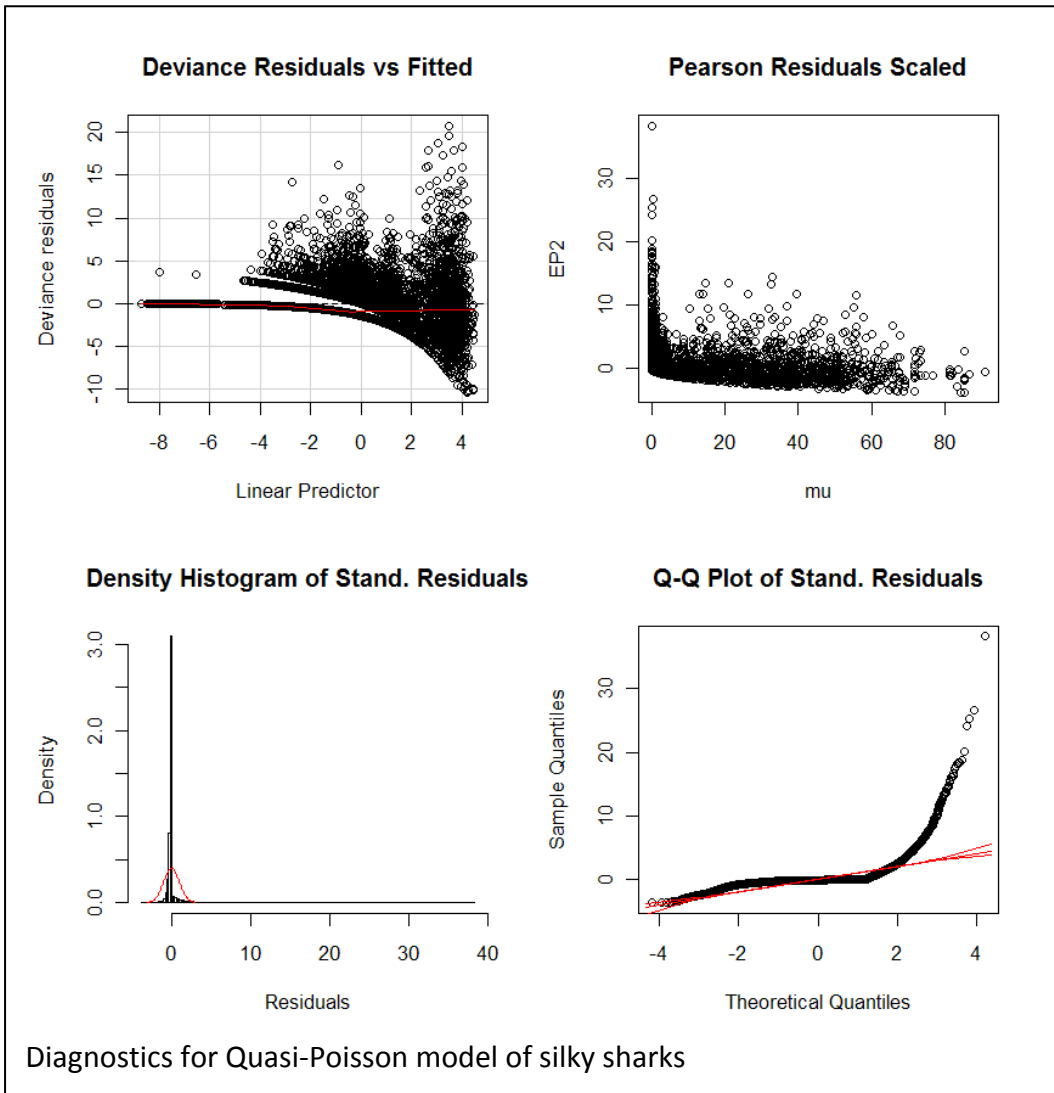 Deviance Residuals vs Fitted
Deviance residuals
20
15
10
5
0
-5
-10
-8 -6 -4 -2 0 2 4
Linear Predictor
Pearson Residuals Scaled
EP2
30
20
10
0
0 20 40 60 80
mu
Density Histogram of Stand. Residuals
Density
3.0
2.0
1.0
0.0
0 10 20 30 40
Residuals
Q-Q Plot of Stand. Residuals
Sample Quantiles
30
20
10
0
-4 -2 0 2 4
Theoretical Quantiles
Diagnostics for Quasi-Poisson model of silky sharks